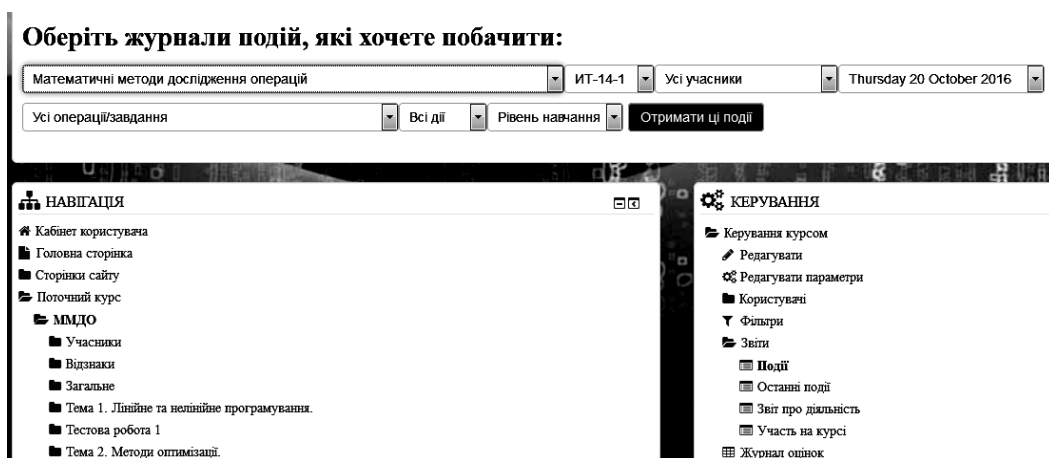 Оберіть журнали подій, які хочете побачити:
Математичні методи дослідження операцій ИТ-14-1 Усі учасники Thursday 20 October 2016
Усі операції/завдання Всі дії Рівень навчання Отримати ці події
НАВІГАЦІЯ
Кабінет користувача
Головна сторінка
Сторінки сайту
Поточний курс
ММДО
Учасники
Відзнаки
Загальне
Тема 1. Лінійне та нелінійне програмування.
Тестова робота 1
Тема 2. Методи оптимізації.
КЕРУВАННЯ
Керування курсом
Редагувати
Редагувати параметри
Користувачі
Фільтри
Звіти
Події
Останні події
Звіт про діяльність
Участь на курсі
Журнал оцінок